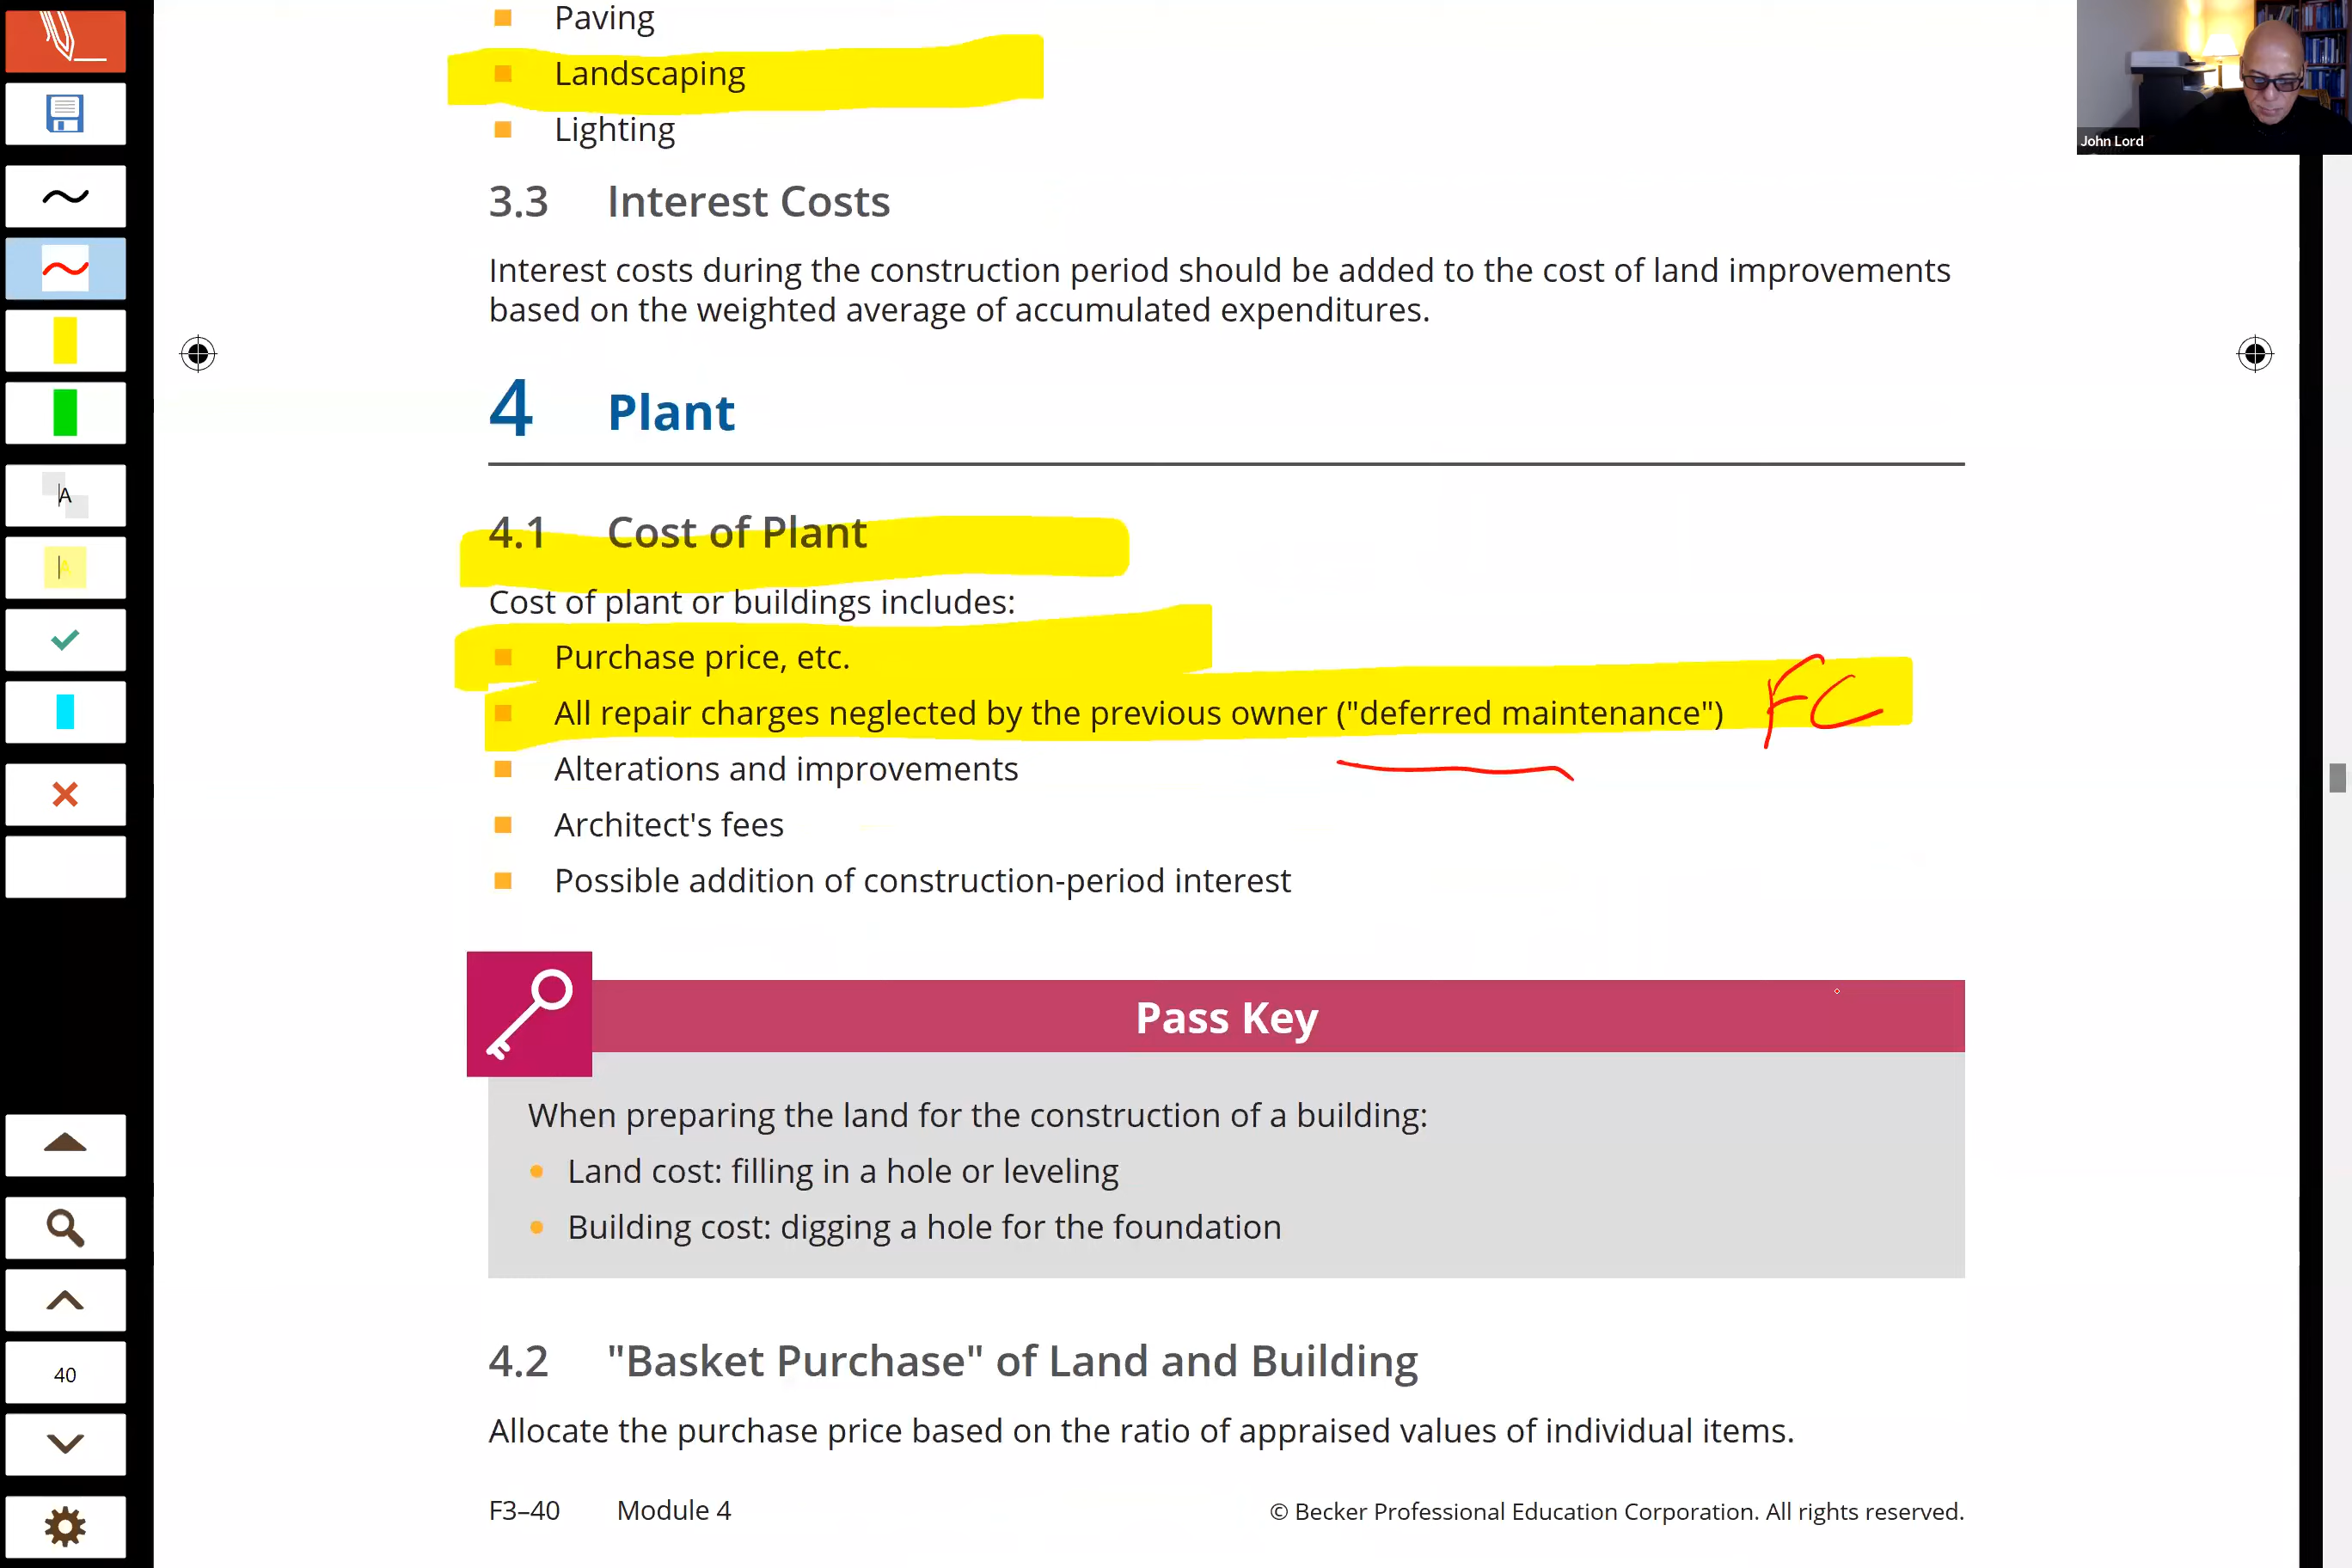 Paving
Landscaping
Lighting
John Lord
3.3 Interest Costs
Interest costs during the construction period should be added to the cost of land improvements
based on the weighted average of accumulated expenditures.
4 Plant
4.1 Cost of Plant
Cost of plant or buildings includes:
Purchase price, etc.
All repair charges neglected by the previous owner ("deferred maintenance") FC
Alterations and improvements
Architect's fees
Possible addition of construction-period interest
Pass Key
When preparing the land for the construction of a building:
Land cost: filling in a hole or leveling
Building cost: digging a hole for the foundation
4.2 "Basket Purchase" of Land and Building
Allocate the purchase price based on the ratio of appraised values of individual items.
F3–40 Module 4 © Becker Professional Education Corporation. All rights reserved.
A
A
40